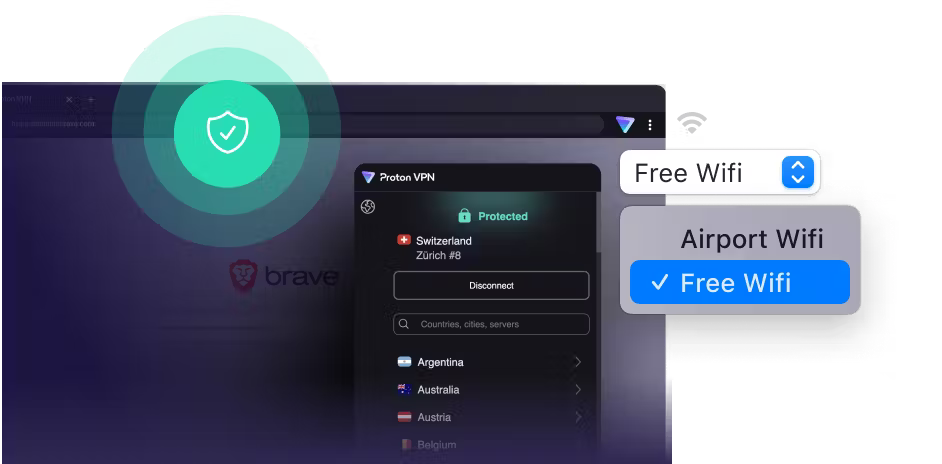 Proton VPN
Protected
Switzerland
Zürich #8
Disconnect
Countries, cities, servers
Argentina
Australia
Austria
Belgium
brave
Free Wifi
Airport Wifi
Free Wifi